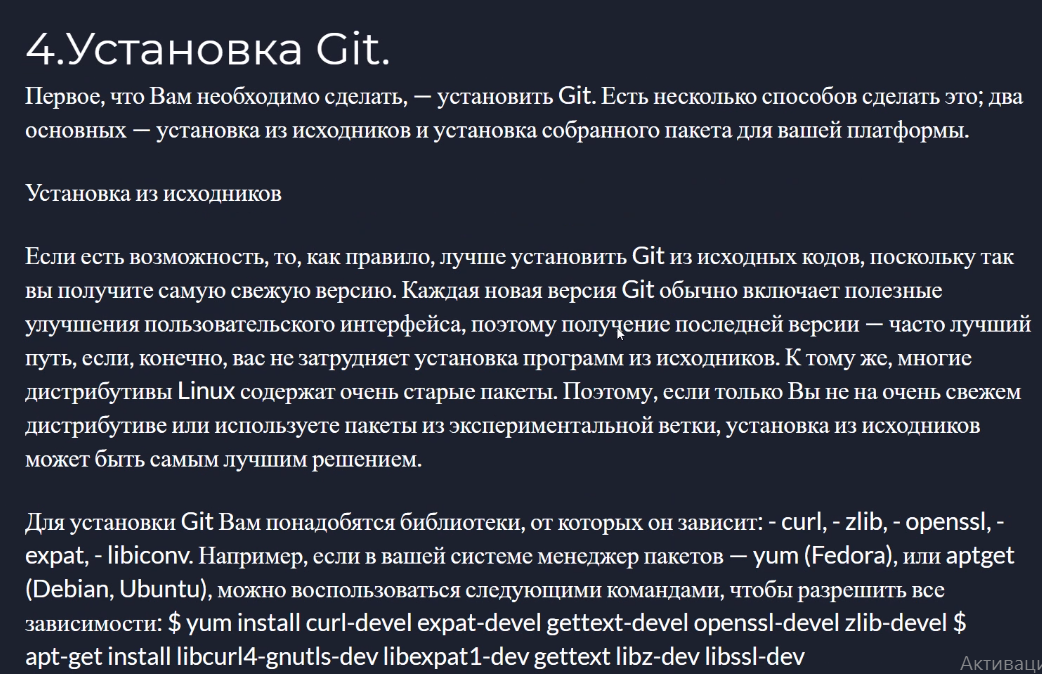 4.Установка Git.
Первое, что Вам необходимо сделать, — установить Git. Есть несколько способов сделать это; два
основных — установка из исходников и установка собранного пакета для вашей платформы.
Установка из исходников
Если есть возможность, то, как правило, лучше установить Git из исходных кодов, поскольку так
вы получите самую свежую версию. Каждая новая версия Git обычно включает полезные
улучшения пользовательского интерфейса, поэтому получение последней версии — часто лучший
путь, если, конечно, вас не затрудняет установка программ из исходников. К тому же, многие
дистрибутивы Linux содержат очень старые пакеты. Поэтому, если только Вы не на очень свежем
дистрибутиве или используете пакеты из экспериментальной ветки, установка из исходников
может быть самым лучшим решением.
Для установки Git Вам понадобятся библиотеки, от которых он зависит: - curl, - zlib, - openssl, -
expat, - libiconv. Например, если в вашей системе менеджер пакетов — yum (Fedora), или aptget
(Debian, Ubuntu), можно воспользоваться следующими командами, чтобы разрешить все
зависимости: $ yum install curl-devel expat-devel gettext-devel openssl-devel zlib-devel $
apt-get install libcurl4-gnutls-dev libexpat1-dev gettext libz-dev libssl-dev
Активаци